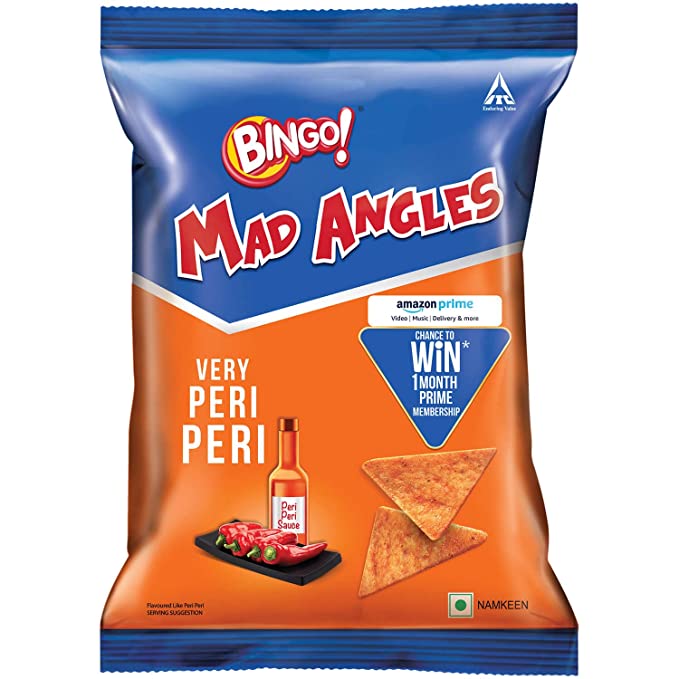 BINGO!
ITC
Enduring Value
MAD ANGLES
amazon prime
Video | Music | Delivery & more
CHANCE TO
WiN*
1 MONTH
PRIME
MEMBERSHIP
VERY
PERI
PERI
Peri
Peri
Sauce
Flavoured Like Peri-Peri
SERVING SUGGESTION
NAMKEEN